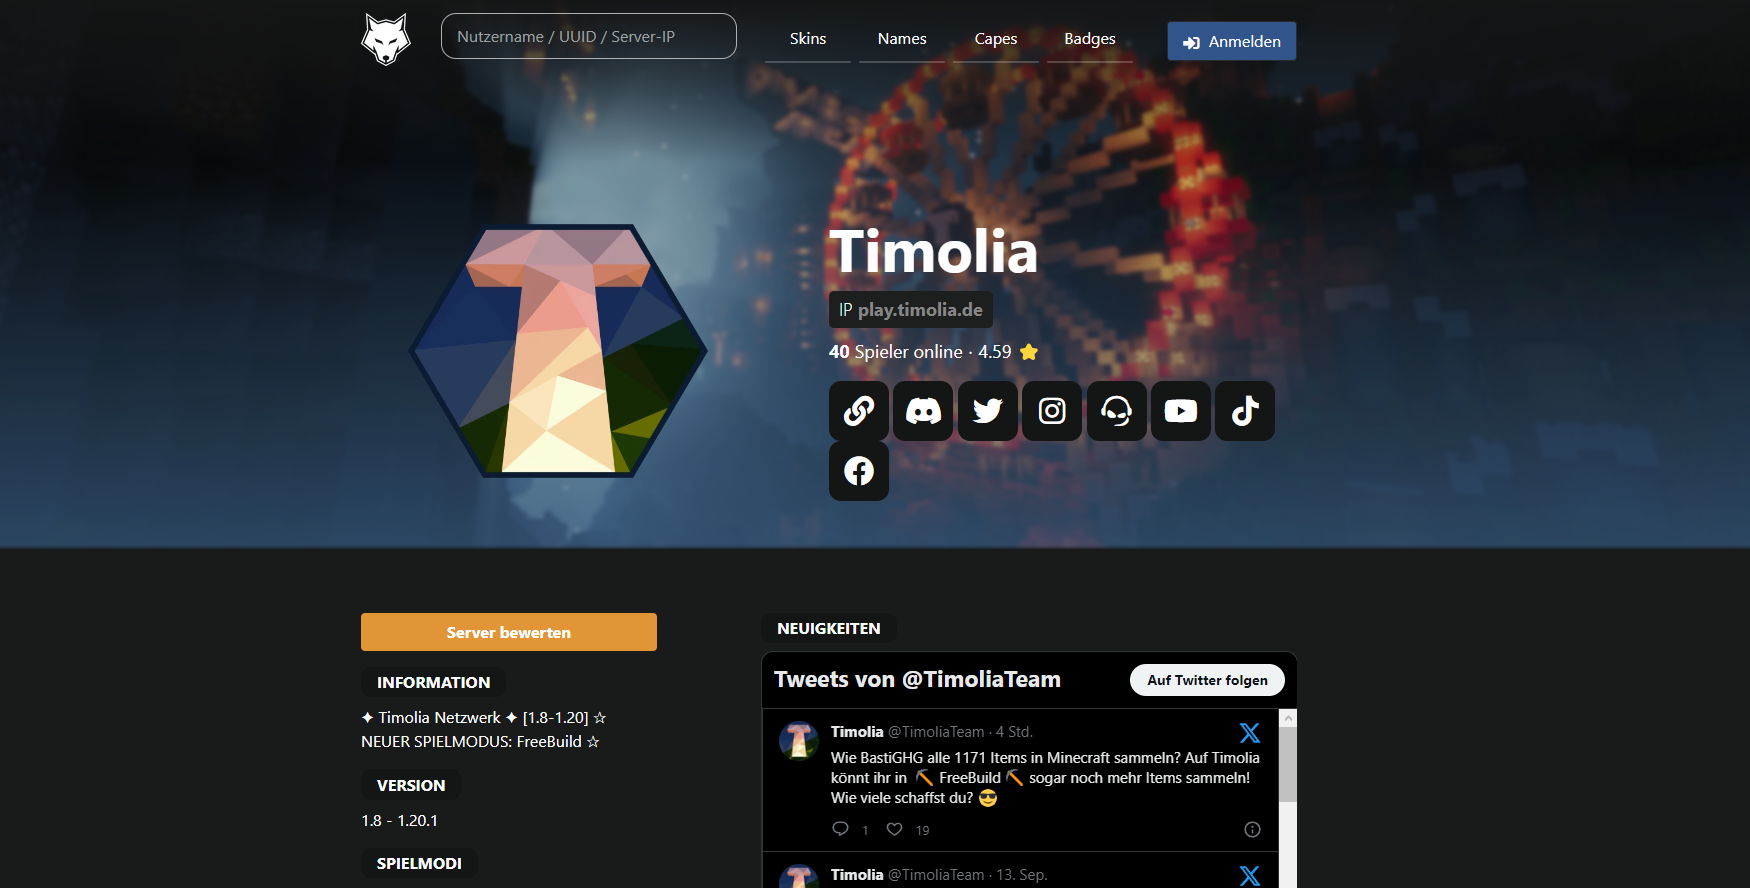 Nutzername / UUID / Server-IP
Skins
Names
Capes
Badges
Anmelden
Timolia
IP play.timolia.de
40 Spieler online · 4.59
Server bewerten
INFORMATION
✦ Timolia Netzwerk ✦ [1.8-1.20] ☆
NEUER SPIELMODUS: FreeBuild ☆
VERSION
1.8 - 1.20.1
SPIELMODI
NEUIGKEITEN
Tweets von @TimoliaTeam
Auf Twitter folgen
Timolia @TimoliaTeam · 4 Std.
Wie BastiGHG alle 1171 Items in Minecraft sammeln? Auf Timolia
könnt ihr in ⛏️ FreeBuild ⛏️ sogar noch mehr Items sammeln!
Wie viele schaffst du? 😎
1
19
Timolia @TimoliaTeam · 13. Sep.